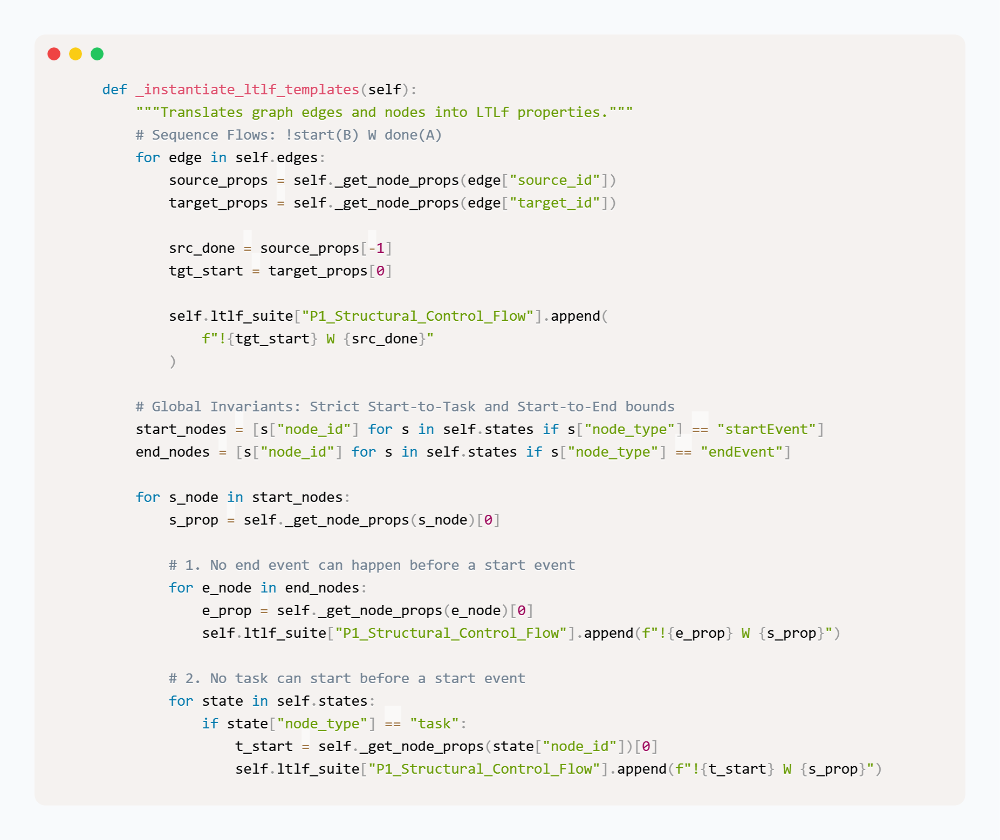 def _instantiate_ltlf_templates(self):
    """Translates graph edges and nodes into LTLf properties."""
    # Sequence Flows: !start(B) W done(A)
    for edge in self.edges:
        source_props = self._get_node_props(edge["source_id"])
        target_props = self._get_node_props(edge["target_id"])

        src_done = source_props[-1]
        tgt_start = target_props[0]

        self.ltlf_suite["P1_Structural_Control_Flow"].append(
            f"!{tgt_start} W {src_done}"
        )

    # Global Invariants: Strict Start-to-Task and Start-to-End bounds
    start_nodes = [s["node_id"] for s in self.states if s["node_type"] == "startEvent"]
    end_nodes = [s["node_id"] for s in self.states if s["node_type"] == "endEvent"]

    for s_node in start_nodes:
        s_prop = self._get_node_props(s_node)[0]

        # 1. No end event can happen before a start event
        for e_node in end_nodes:
            e_prop = self._get_node_props(e_node)[0]
            self.ltlf_suite["P1_Structural_Control_Flow"].append(f"!{e_prop} W {s_prop}")

        # 2. No task can start before a start event
        for state in self.states:
            if state["node_type"] == "task":
                t_start = self._get_node_props(state["node_id"])[0]
                self.ltlf_suite["P1_Structural_Control_Flow"].append(f"!{t_start} W {s_prop}")